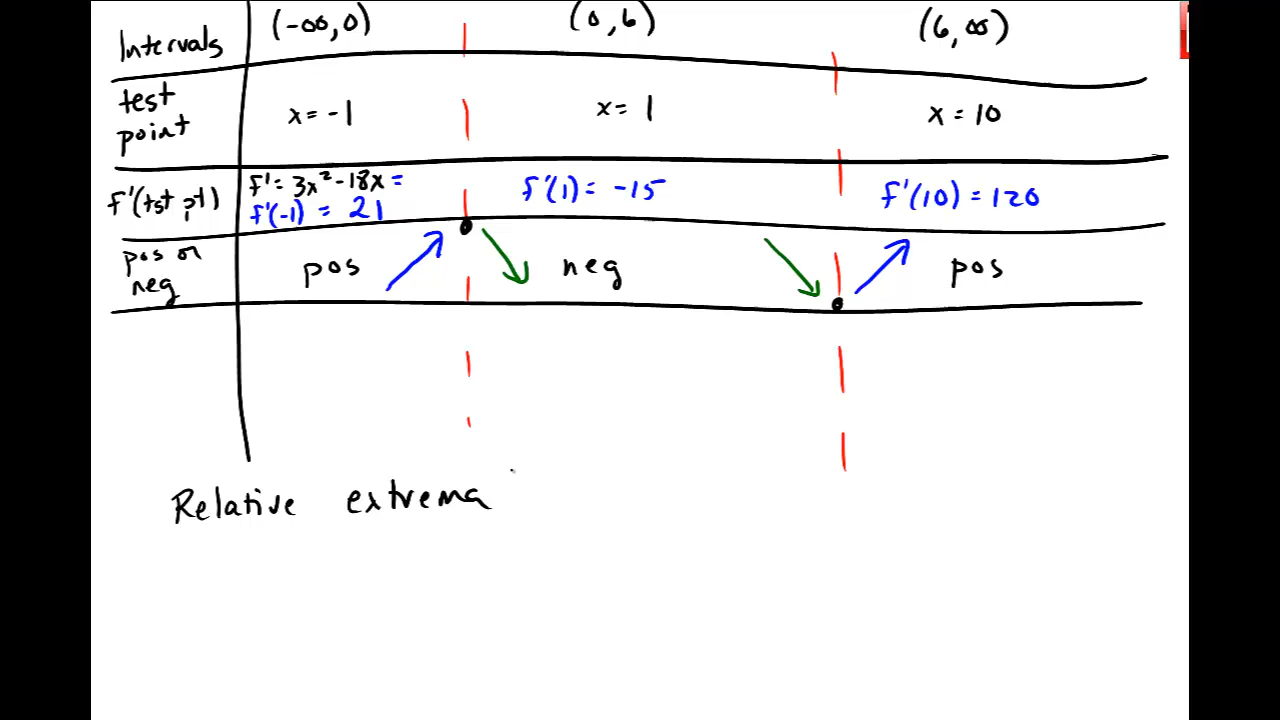 Intervals (-∞,0) (0,6) (6,∞)
test point x = -1 x = 1 x = 10
f'(tst pt) f' = 3x² - 18x =
f'(-1) = 21 f'(1) = -15 f'(10) = 120
pos or neg pos neg pos
Relative extrema